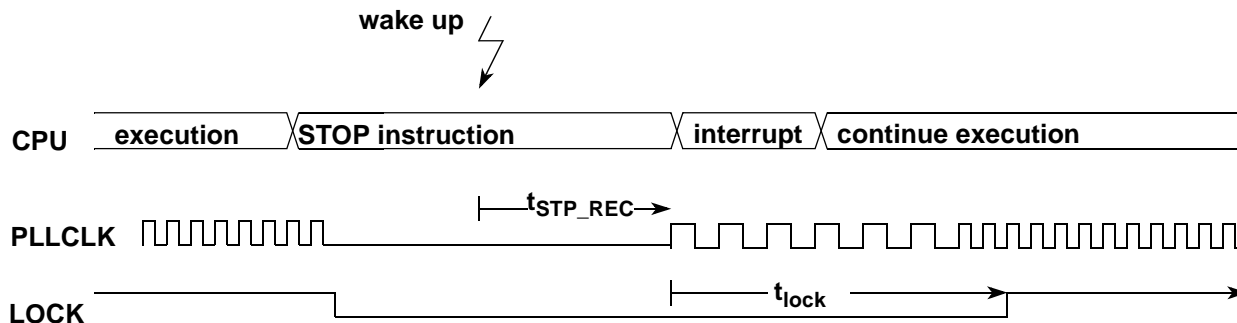 wake up
CPU execution STOP instruction interrupt continue execution
tSTP_REC
PLLCLK
tlock
LOCK